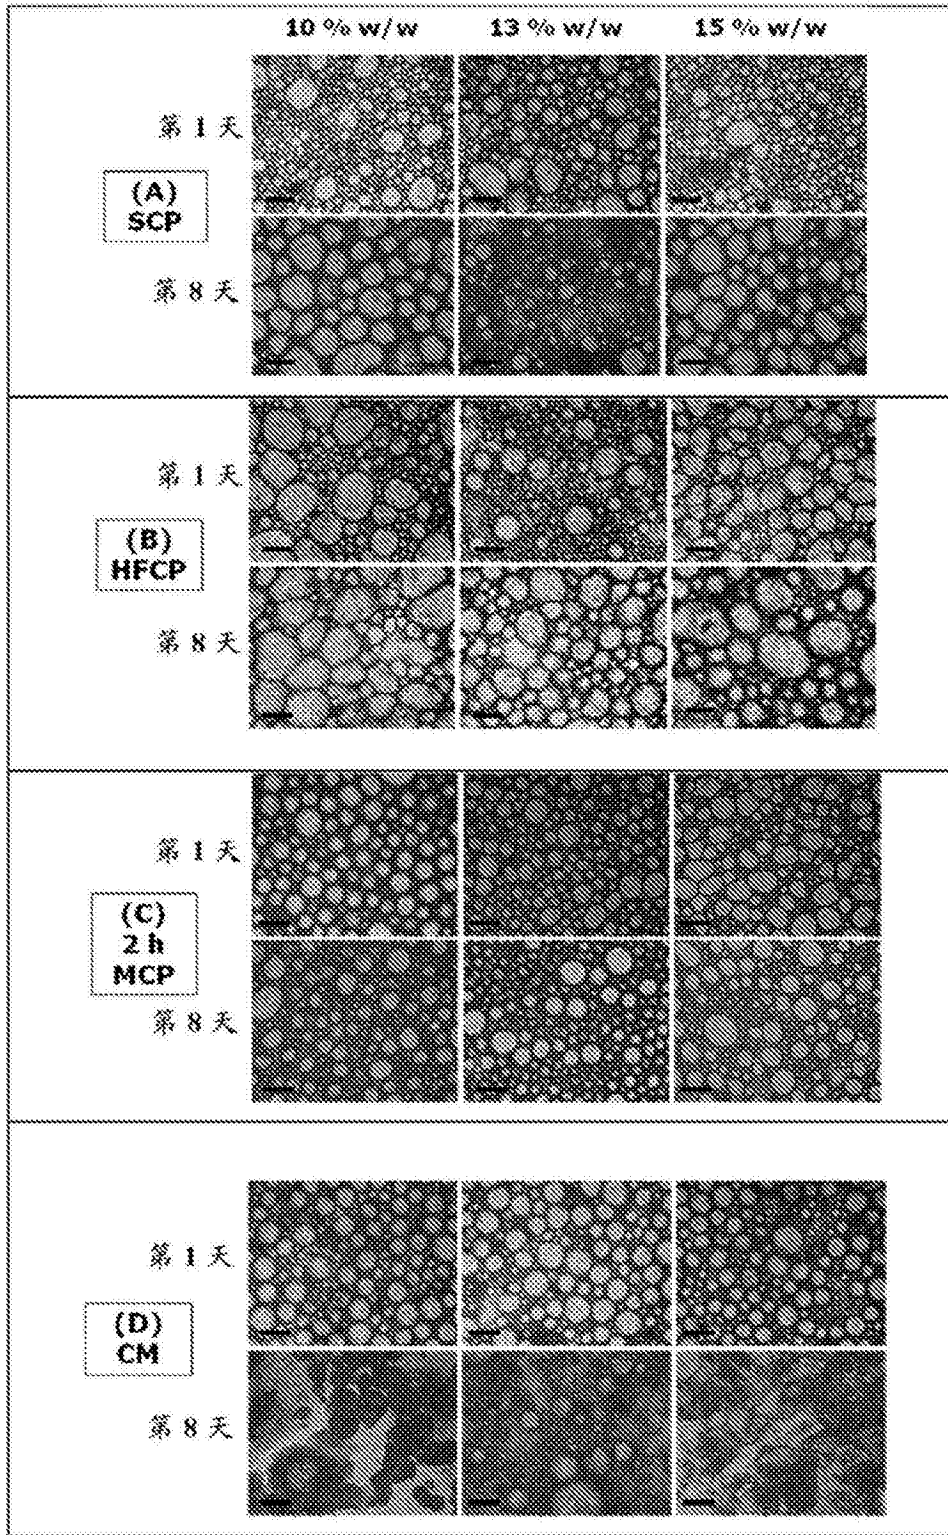 10 % w/w 13 % w/w 15 % w/w
第 1 天
(A)
SCP
第 8 天
第 1 天
(B)
HFCP
第 8 天
第 1 天
(C)
2 h
MCP
第 8 天
第 1 天
(D)
CM
第 8 天